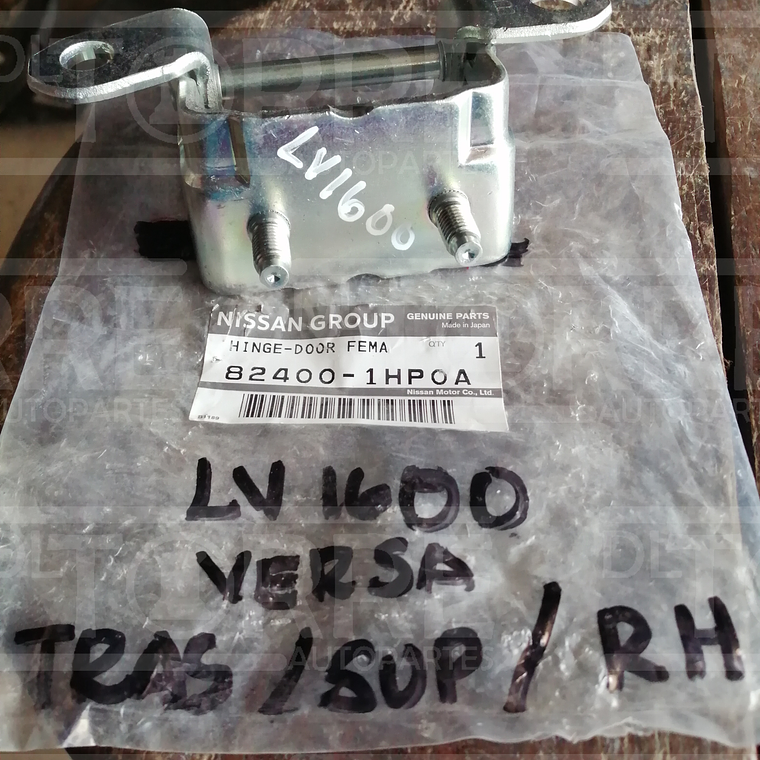 LV1600
NISSAN GROUP GENUINE PARTS
Made in Japan
HINGE-DOOR FEMA QTY 1
82400-1HP0A
Nissan Motor Co., Ltd.
LV 1600
VERSA
TRAS/SUP/RH
AUTOPARTES